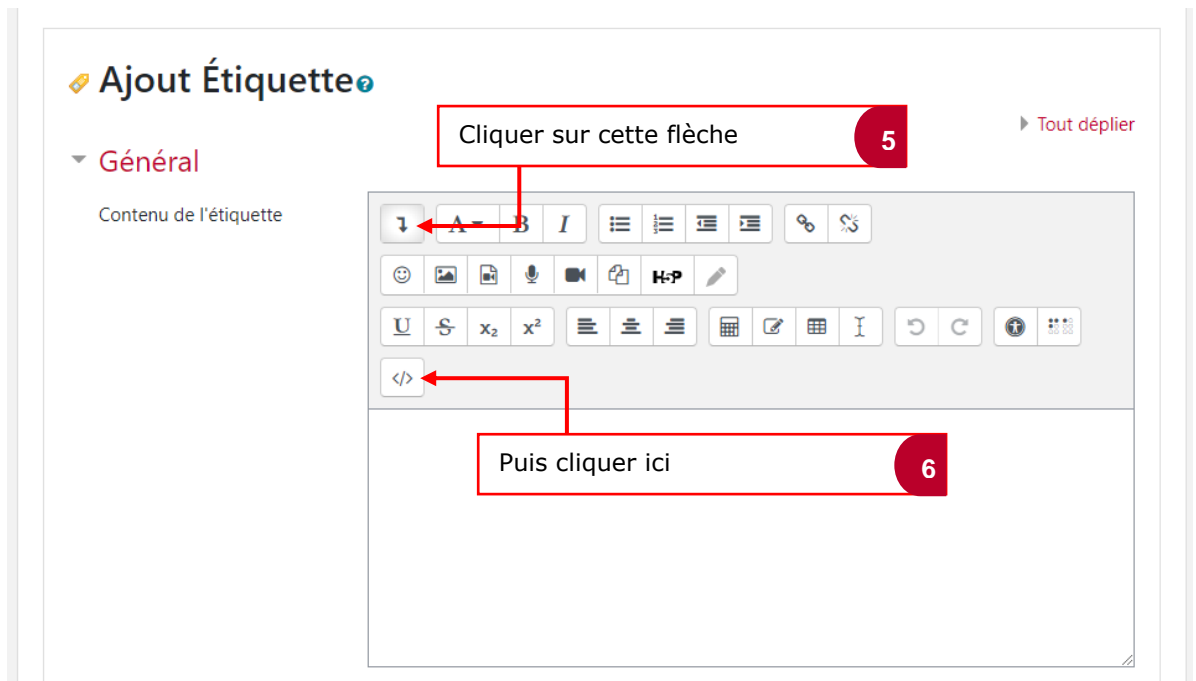 Ajout Étiquette
Cliquer sur cette flèche 5
Tout déplier
Général
Contenu de l'étiquette
A B I
H5P
U S x₂ x²
</>
Puis cliquer ici 6